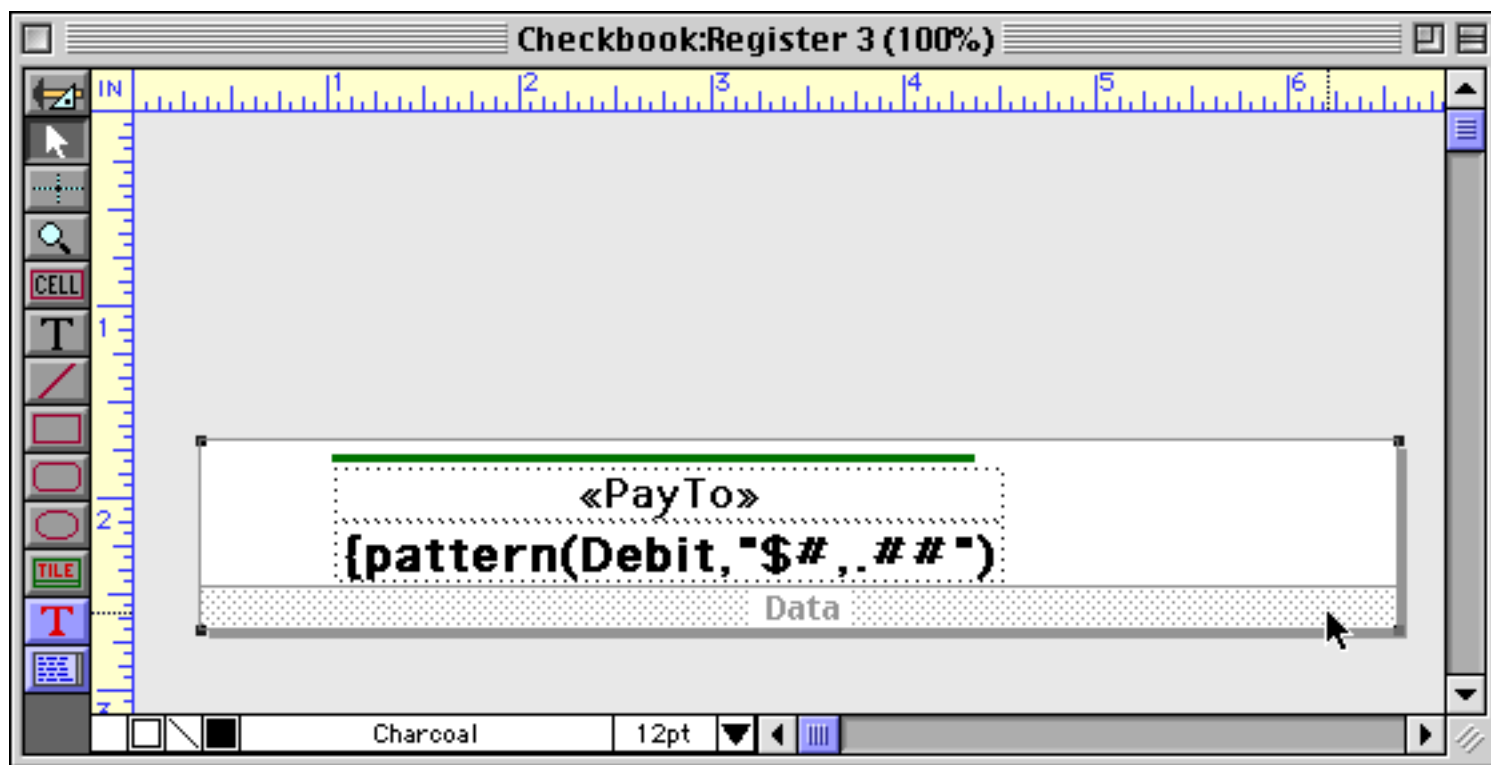 Checkbook:Register 3 (100%)
IN 1 2 3 4 5 6
CELL
T
1
«PayTo»
2
{pattern(Debit,"$#,.##")
TILE
T
Data
3
Charcoal 12pt